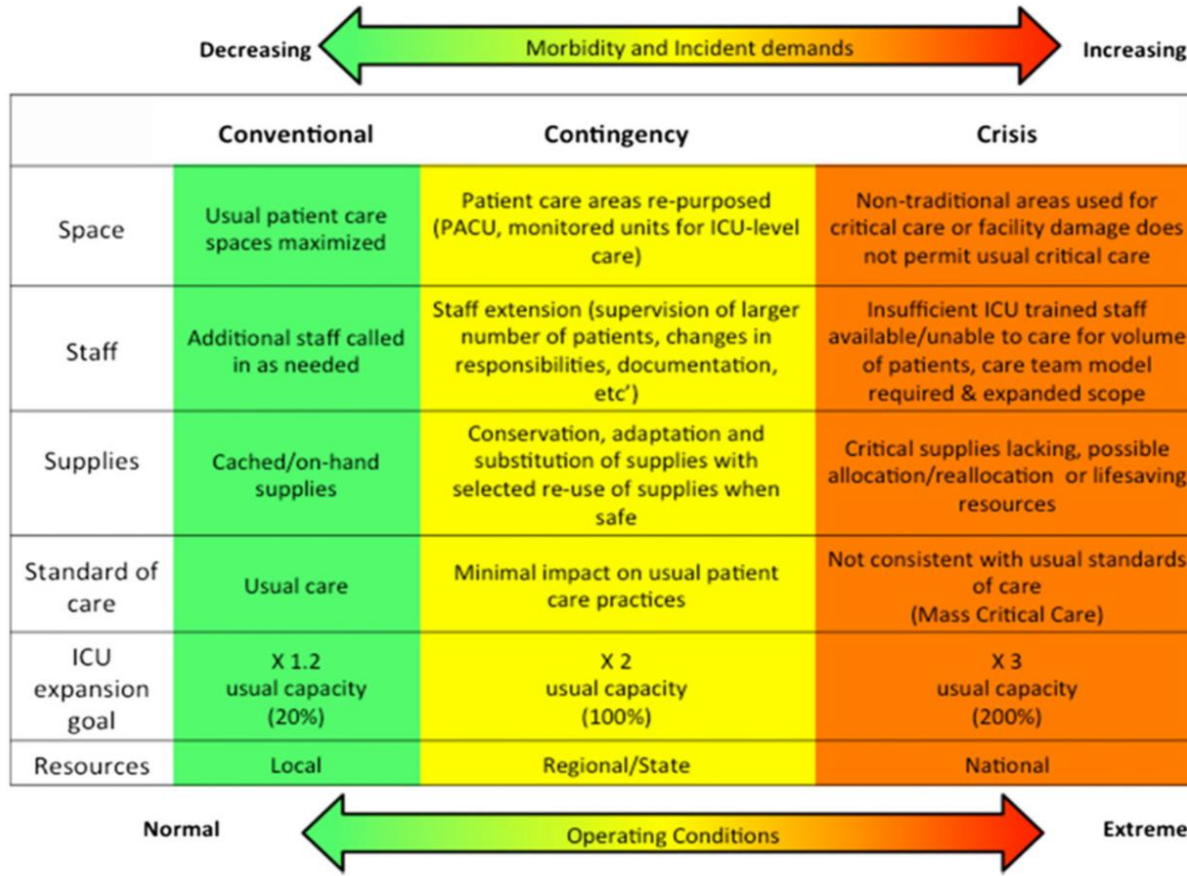 Decreasing
Morbidity and Incident demands
Increasing
Conventional
Contingency
Crisis
Space
Usual patient care
spaces maximized
Patient care areas re-purposed
(PACU, monitored units for ICU-level
care)
Non-traditional areas used for
critical care or facility damage does
not permit usual critical care
Staff
Additional staff called
in as needed
Staff extension (supervision of larger
number of patients, changes in
responsibilities, documentation,
etc')
Insufficient ICU trained staff
available/unable to care for volume
of patients, care team model
required & expanded scope
Supplies
Cached/on-hand
supplies
Conservation, adaptation and
substitution of supplies with
selected re-use of supplies when
safe
Critical supplies lacking, possible
allocation/reallocation or lifesaving
resources
Standard of
care
Usual care
Minimal impact on usual patient
care practices
Not consistent with usual standards
of care
(Mass Critical Care)
ICU
expansion
goal
X 1.2
usual capacity
(20%)
X 2
usual capacity
(100%)
X 3
usual capacity
(200%)
Resources
Local
Regional/State
National
Normal
Operating Conditions
Extreme